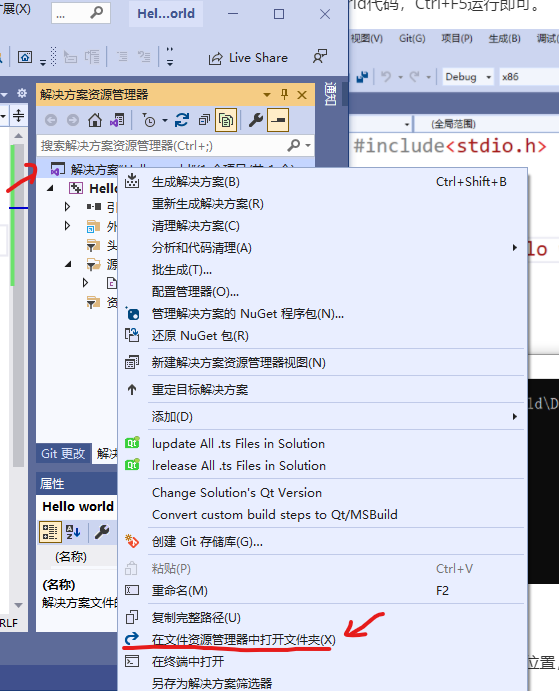 展(X)
...
Hel...orld
rld代码，Ctrl+F5运行即可。
Live Share
视图(V) Git(G) 项目(P) 生成(B) 调试(
Debug x86
(全局范围)
#include<stdio.h>
lo
ld\D
通知
解决方案资源管理器
搜索解决方案资源管理器(Ctrl+;)
Hello
引
外
头
源
资
生成解决方案(B) Ctrl+Shift+B
重新生成解决方案(R)
清理解决方案(C)
分析和代码清理(A)
批生成(T)...
配置管理器(O)...
管理解决方案的 NuGet 程序包(N)...
还原 NuGet 包(R)
新建解决方案资源管理器视图(N)
重定目标解决方案
添加(D)
lupdate All .ts Files in Solution
lrelease All .ts Files in Solution
Change Solution's Qt Version
Convert custom build steps to Qt/MSBuild
创建 Git 存储库(G)...
粘贴(P) Ctrl+V
重命名(M) F2
复制完整路径(U)
在文件资源管理器中打开文件夹(X)
在终端中打开
另存为解决方案筛选器
Git 更改 解决
属性
Hello world
(名称)
(名称)
解决方案文件的
RLF
位置